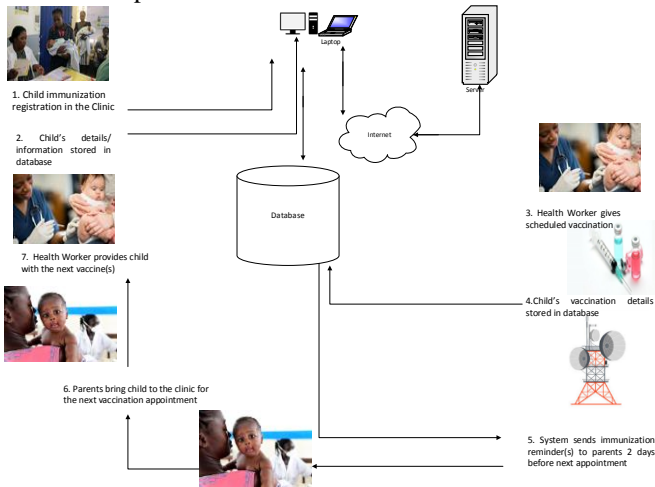 Laptop
Server
1. Child immunization
registration in the Clinic
Internet
2. Child's details/
information stored in
database
Database
3. Health Worker gives
scheduled vaccination
7. Health Worker provides child
with the next vaccine(s)
4.Child's vaccination details
stored in database
6. Parents bring child to the clinic for
the next vaccination appointment
5. System sends immunization
reminder(s) to parents 2 days
before next appointment